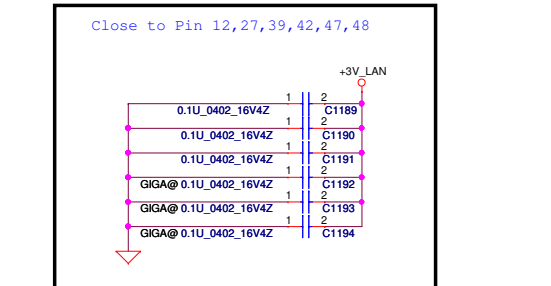 Close to Pin 12,27,39,42,47,48
+3V_LAN
1 2
0.1U_0402_16V4Z C1189
1 2
0.1U_0402_16V4Z C1190
1 2
0.1U_0402_16V4Z C1191
1 2
GIGA@ 0.1U_0402_16V4Z C1192
1 2
GIGA@ 0.1U_0402_16V4Z C1193
1 2
GIGA@ 0.1U_0402_16V4Z C1194